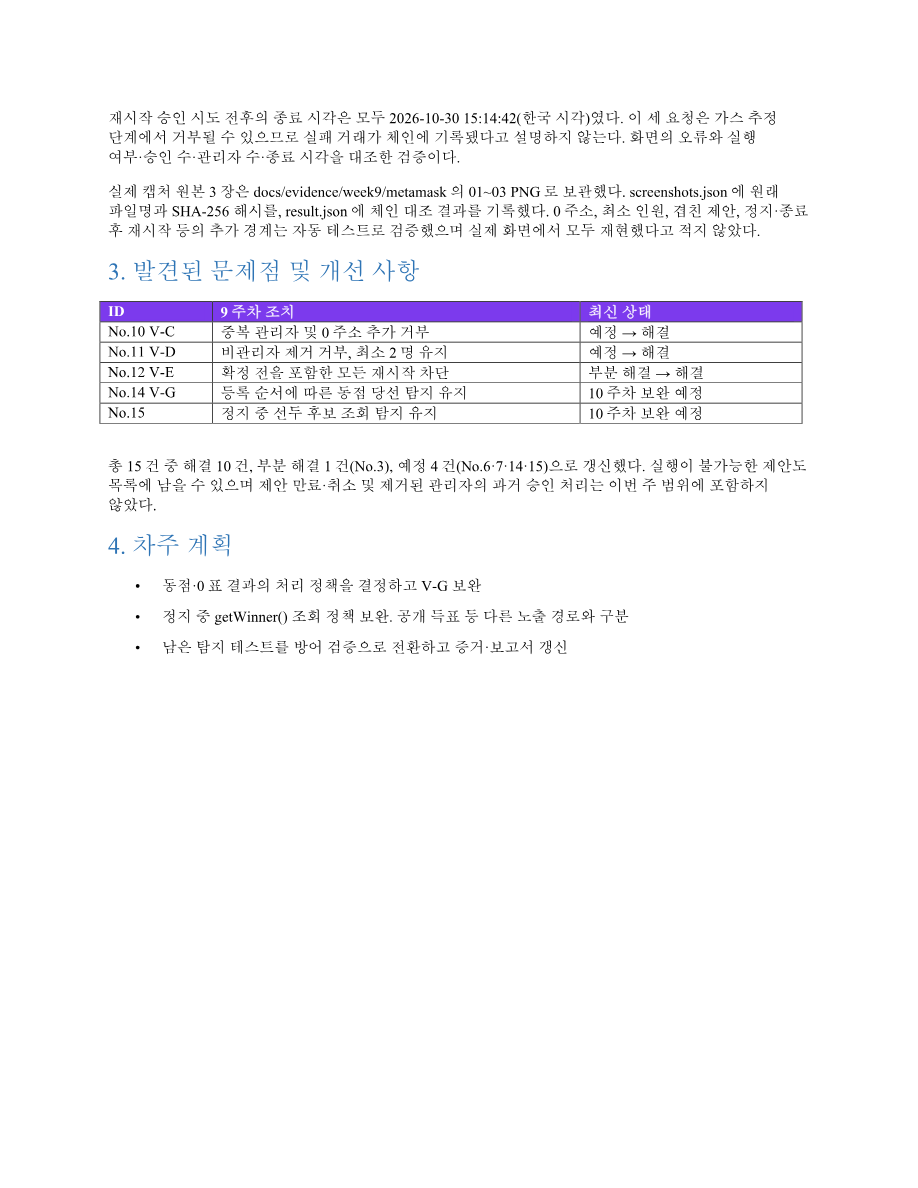 재시작 승인 시도 전후의 종료 시각은 모두 2026-10-30 15:14:42(한국 시각)였다. 이 세 요청은 가스 추정
단계에서 거부될 수 있으므로 실패 거래가 체인에 기록됐다고 설명하지 않는다. 화면의 오류와 실행
여부·승인 수·관리자 수·종료 시각을 대조한 검증이다.
실제 캡처 원본 3 장은 docs/evidence/week9/metamask 의 01~03 PNG 로 보관했다. screenshots.json 에 원래
파일명과 SHA-256 해시를, result.json 에 체인 대조 결과를 기록했다. 0 주소, 최소 인원, 겹친 제안, 정지·종료
후 재시작 등의 추가 경계는 자동 테스트로 검증했으며 실제 화면에서 모두 재현했다고 적지 않았다.
3. 발견된 문제점 및 개선 사항
ID 9 주차 조치 최신 상태
No.10 V-C 중복 관리자 및 0 주소 추가 거부 예정 → 해결
No.11 V-D 비관리자 제거 거부, 최소 2 명 유지 예정 → 해결
No.12 V-E 확정 전을 포함한 모든 재시작 차단 부분 해결 → 해결
No.14 V-G 등록 순서에 따른 동점 당선 탐지 유지 10 주차 보완 예정
No.15 정지 중 선두 후보 조회 탐지 유지 10 주차 보완 예정
총 15 건 중 해결 10 건, 부분 해결 1 건(No.3), 예정 4 건(No.6·7·14·15)으로 갱신했다. 실행이 불가능한 제안도
목록에 남을 수 있으며 제안 만료·취소 및 제거된 관리자의 과거 승인 처리는 이번 주 범위에 포함하지
않았다.
4. 차주 계획
• 동점·0 표 결과의 처리 정책을 결정하고 V-G 보완
• 정지 중 getWinner() 조회 정책 보완. 공개 득표 등 다른 노출 경로와 구분
• 남은 탐지 테스트를 방어 검증으로 전환하고 증거·보고서 갱신